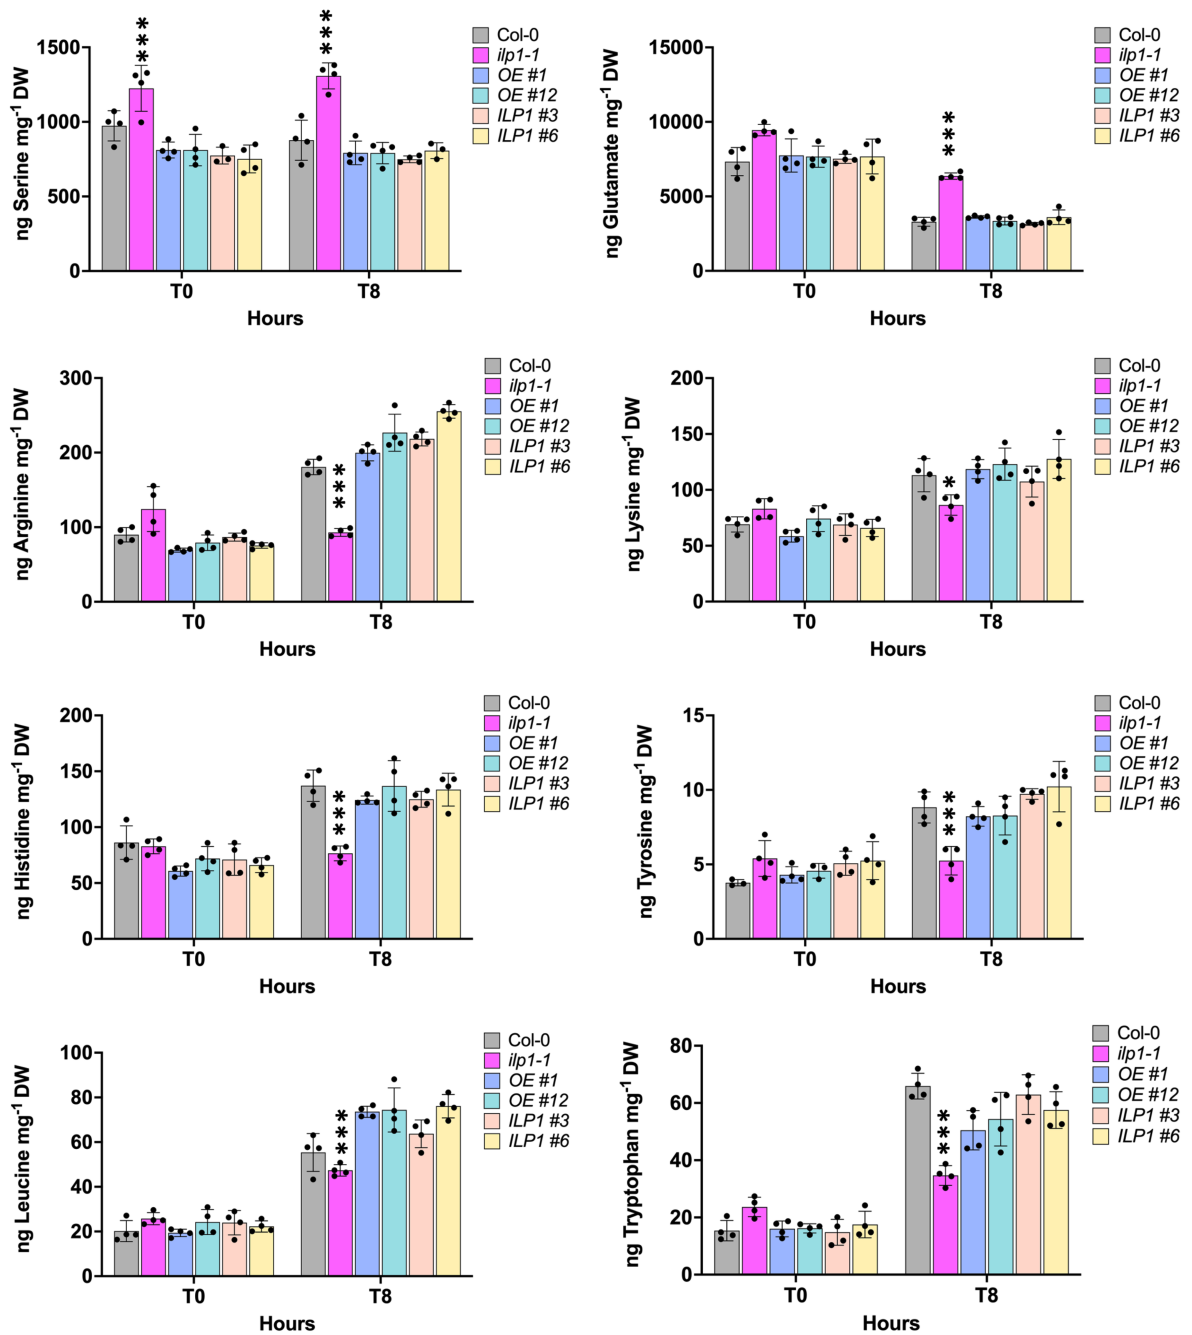 ng Serine mg-1 DW
***
***
1500
1000
500
0
T0
T8
Hours
Col-0
ilp1-1
OE #1
OE #12
ILP1 #3
ILP1 #6
ng Glutamate mg-1 DW
***
15000
10000
5000
0
T0
T8
Hours
Col-0
ilp1-1
OE #1
OE #12
ILP1 #3
ILP1 #6
ng Arginine mg-1 DW
***
300
200
100
0
T0
T8
Hours
Col-0
ilp1-1
OE #1
OE #12
ILP1 #3
ILP1 #6
ng Lysine mg-1 DW
*
200
150
100
50
0
T0
T8
Hours
Col-0
ilp1-1
OE #1
OE #12
ILP1 #3
ILP1 #6
ng Histidine mg-1 DW
***
200
150
100
50
0
T0
T8
Hours
Col-0
ilp1-1
OE #1
OE #12
ILP1 #3
ILP1 #6
ng Tyrosine mg-1 DW
***
15
10
5
0
T0
T8
Hours
Col-0
ilp1-1
OE #1
OE #12
ILP1 #3
ILP1 #6
ng Leucine mg-1 DW
***
100
80
60
40
20
0
T0
T8
Hours
Col-0
ilp1-1
OE #1
OE #12
ILP1 #3
ILP1 #6
ng Tryptophan mg-1 DW
***
80
60
40
20
0
T0
T8
Hours
Col-0
ilp1-1
OE #1
OE #12
ILP1 #3
ILP1 #6